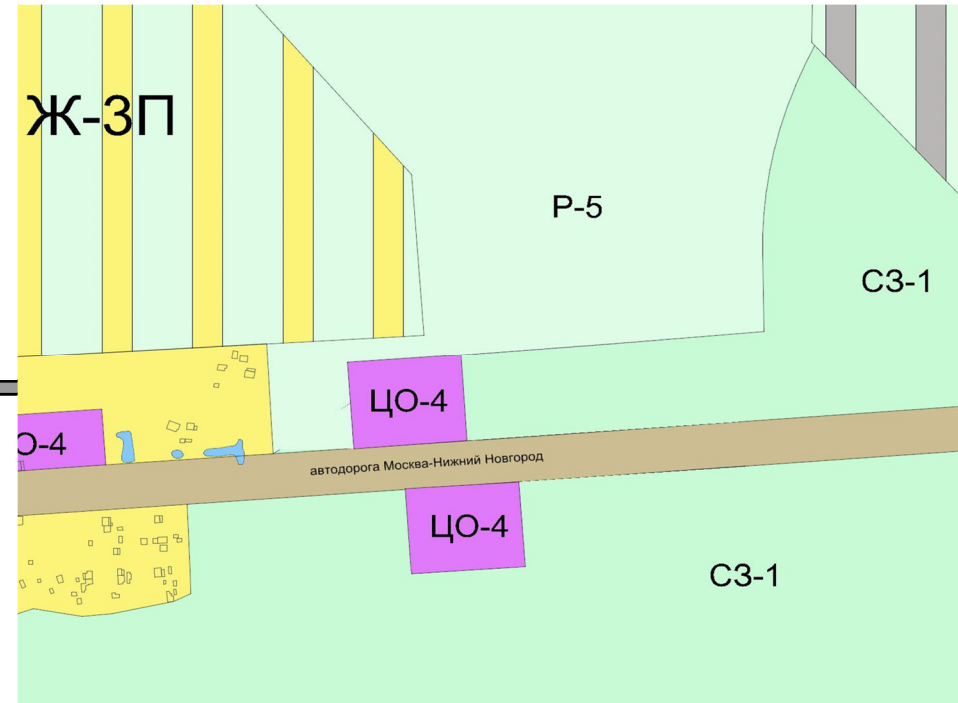 Ж-3П
Р-5
СЗ-1
ЦО-4
О-4
автодорога Москва-Нижний Новгород
ЦО-4
СЗ-1